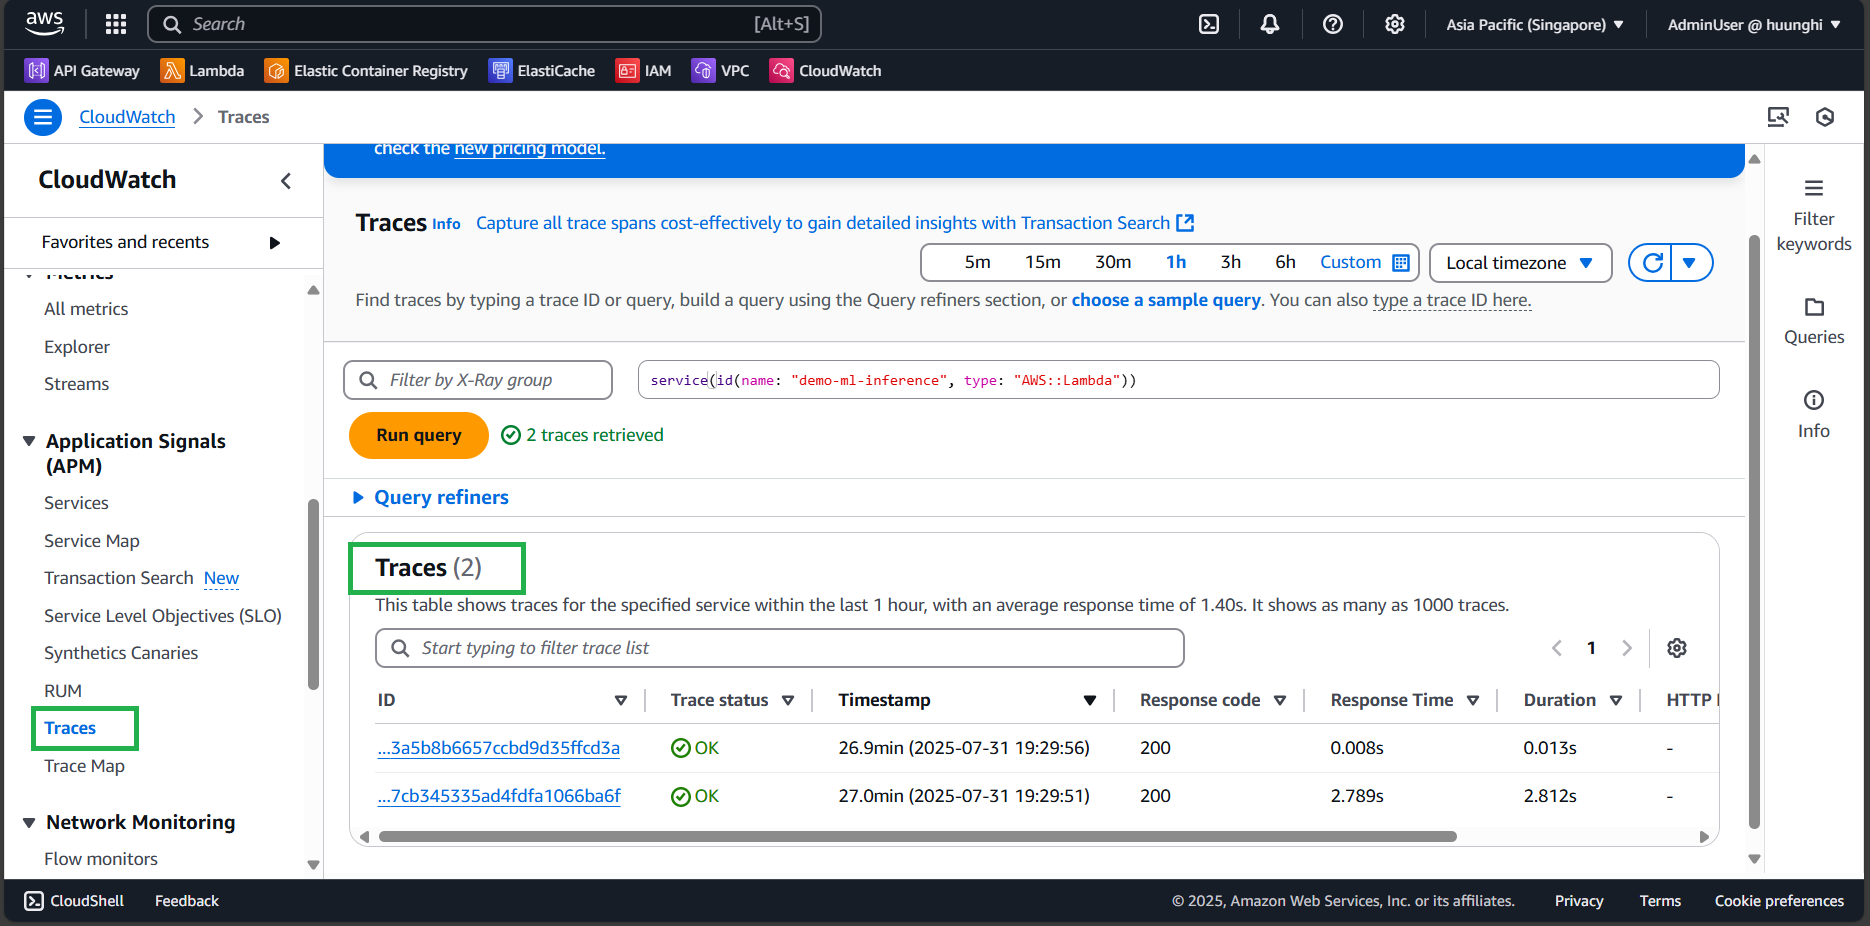 aws
Search [Alt+S]
Asia Pacific (Singapore)
AdminUser @ huunghi
API Gateway
Lambda
Elastic Container Registry
ElastiCache
IAM
VPC
CloudWatch
CloudWatch > Traces
CloudWatch
Favorites and recents
Metrics
All metrics
Explorer
Streams
Application Signals
(APM)
Services
Service Map
Transaction Search New
Service Level Objectives (SLO)
Synthetics Canaries
RUM
Traces
Trace Map
Network Monitoring
Flow monitors
check the new pricing model.
Traces Info Capture all trace spans cost-effectively to gain detailed insights with Transaction Search
5m 15m 30m 1h 3h 6h Custom
Local timezone
Find traces by typing a trace ID or query, build a query using the Query refiners section, or choose a sample query. You can also type a trace ID here.
Filter by X-Ray group
service(id(name: "demo-ml-inference", type: "AWS::Lambda"))
Run query
2 traces retrieved
Query refiners
Traces (2)
This table shows traces for the specified service within the last 1 hour, with an average response time of 1.40s. It shows as many as 1000 traces.
Start typing to filter trace list
1
ID Trace status Timestamp Response code Response Time Duration HTTP
...3a5b8b6657ccbd9d35ffcd3a OK 26.9min (2025-07-31 19:29:56) 200 0.008s 0.013s -
...7cb345335ad4fdfa1066ba6f OK 27.0min (2025-07-31 19:29:51) 200 2.789s 2.812s -
Filter
keywords
Queries
Info
CloudShell
Feedback
© 2025, Amazon Web Services, Inc. or its affiliates.
Privacy
Terms
Cookie preferences